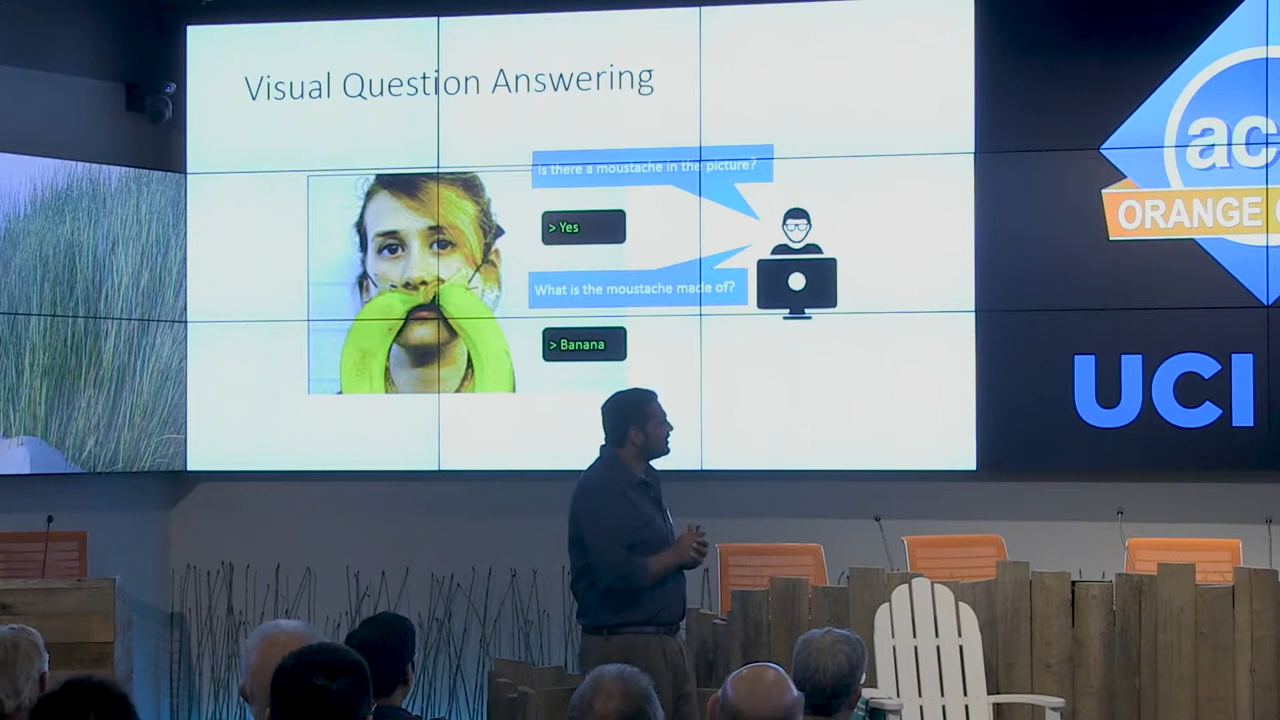 Visual Question Answering
Is there a moustache in the picture?
> Yes
What is the moustache made of?
> Banana
ac
ORANGE
UCI